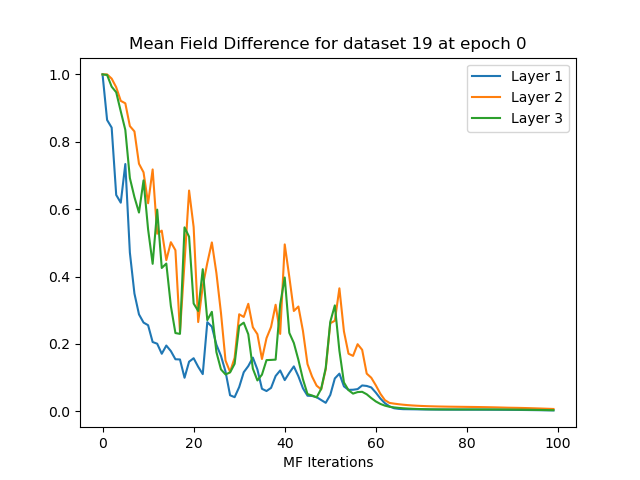 Mean Field Difference for dataset 19 at epoch 0
1.0
0.8
0.6
0.4
0.2
0.0
Layer 1
Layer 2
Layer 3
0 20 40 60 80 100
MF Iterations